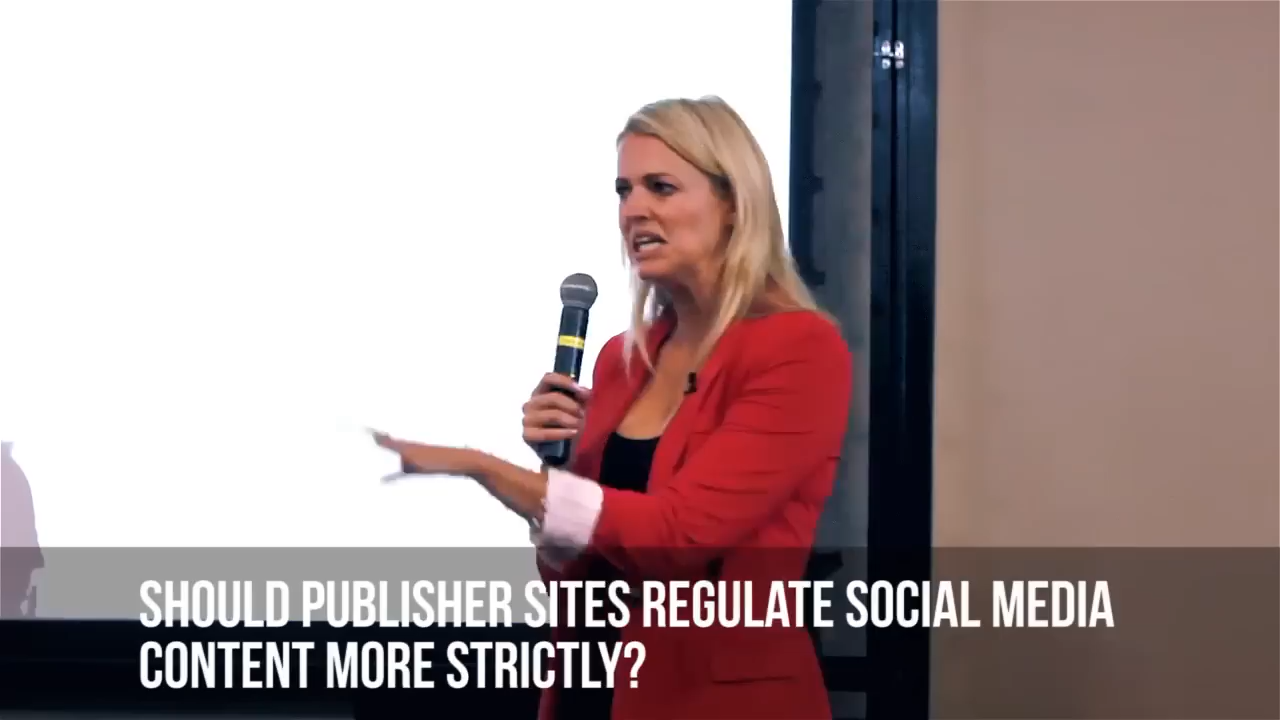 SHOULD PUBLISHER SITES REGULATE SOCIAL MEDIA
CONTENT MORE STRICTLY?